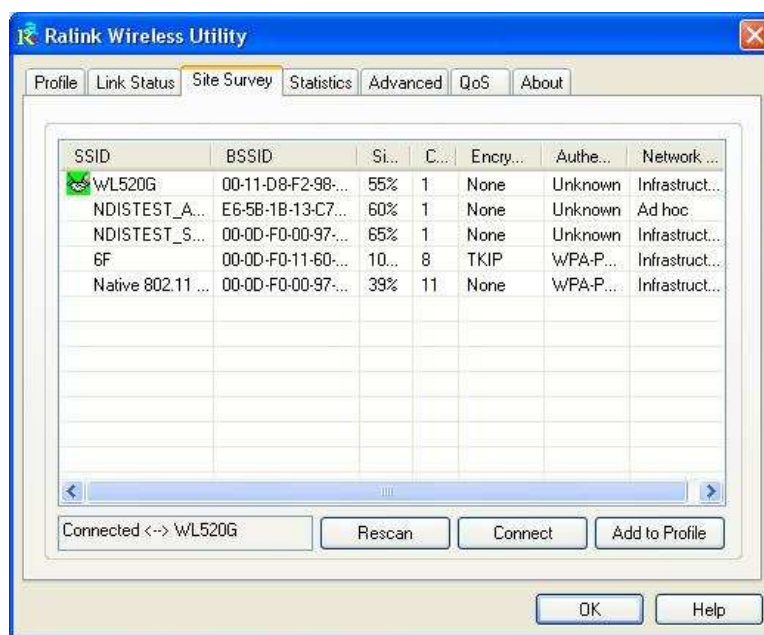 Ralink Wireless Utility
Profile Link Status Site Survey Statistics Advanced QoS About
SSID BSSID Si... C... Encry... Authe... Network ...
WL520G 00-11-D8-F2-98-... 55% 1 None Unknown Infrastruct...
NDISTEST_A... E6-5B-1B-13-C7... 60% 1 None Unknown Ad hoc
NDISTEST_S... 00-0D-F0-00-97-... 65% 1 None Unknown Infrastruct...
6F 00-0D-F0-11-60-... 10... 8 TKIP WPA-P... Infrastruct...
Native 802.11 ... 00-0D-F0-00-97-... 39% 11 None WPA-P... Infrastruct...
Connected <--> WL520G Rescan Connect Add to Profile
OK Help